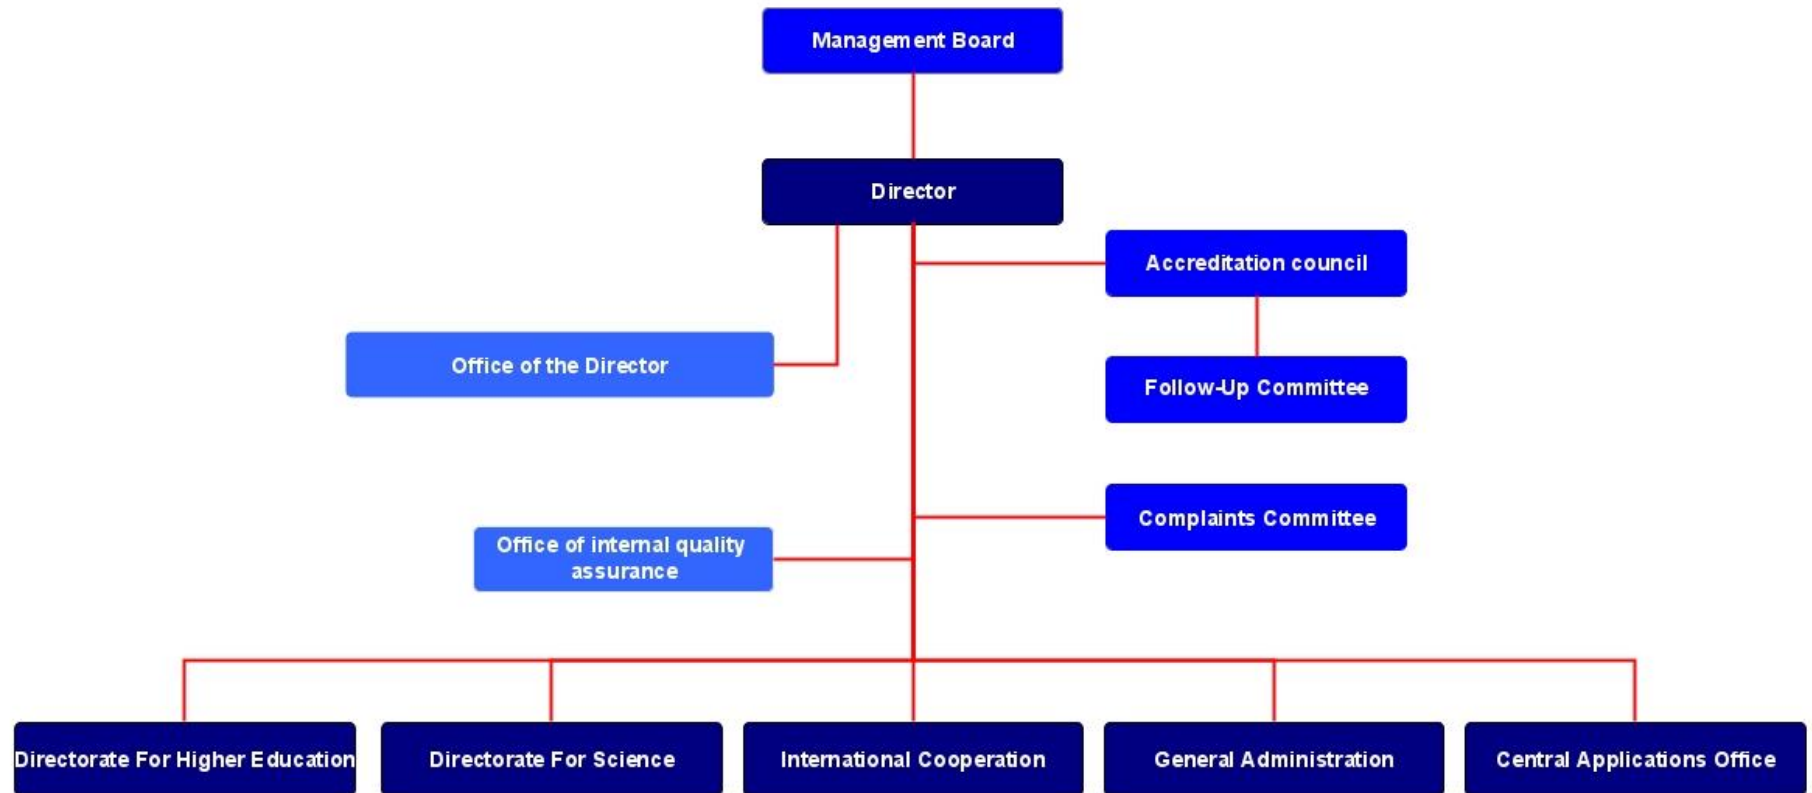 Management Board
Director
Accreditation council
Office of the Director
Follow-Up Committee
Complaints Committee
Office of internal quality
assurance
Directorate For Higher Education
Directorate For Science
International Cooperation
General Administration
Central Applications Office